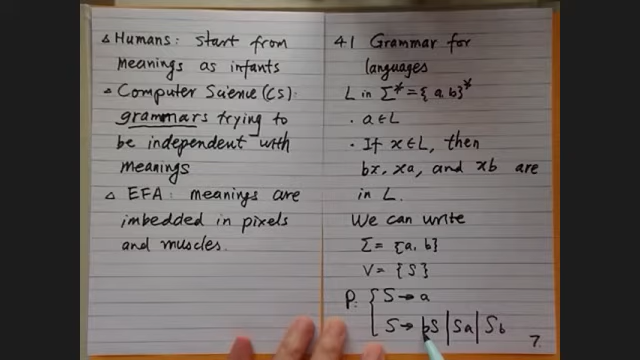 △ Humans: start from
meanings as infants
△ Computer Science (CS):
grammars trying to
be independent with
meanings
△ EFA: meanings are
imbedded in pixels
and muscles.
41 Grammar for
languages
L in Σ* = {a, b}*
· a ∈ L
· If x ∈ L, then
bx, xa, and xb are
in L.
We can write
Σ = {a, b}
V = {S}
P: { S → a
S → bS | Sa | Sb
7